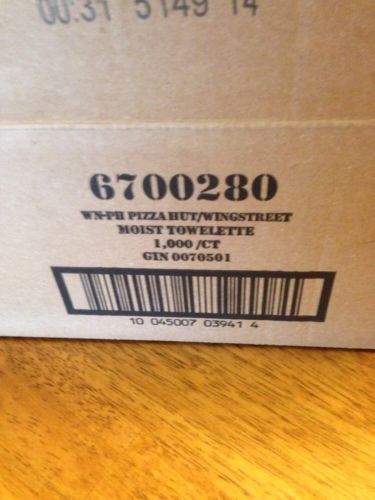 00:31 5149 14
6700280
WN-PH PIZZA HUT/WINGSTREET
MOIST TOWELETTE
1,000 /CT
GIN 0070501
10 045007 03941 4